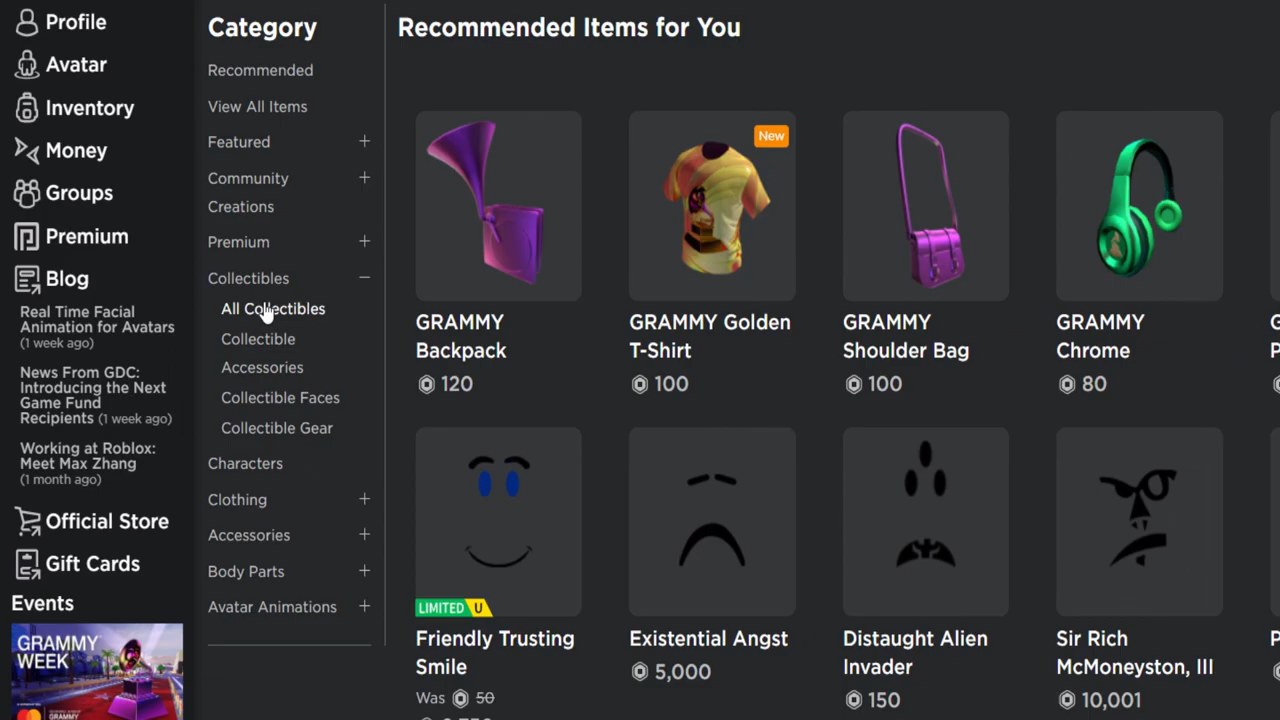 Profile
Avatar
Inventory
Money
Groups
Premium
Blog
Real Time Facial
Animation for Avatars
(1 week ago)
News From GDC:
Introducing the Next
Game Fund
Recipients (1 week ago)
Working at Roblox:
Meet Max Zhang
(1 month ago)
Official Store
Gift Cards
Events
GRAMMY
WEEK
Category
Recommended
View All Items
Featured +
Community +
Creations
Premium +
Collectibles −
All Collectibles
Collectible
Accessories
Collectible Faces
Collectible Gear
Characters
Clothing +
Accessories +
Body Parts +
Avatar Animations +
Recommended Items for You
GRAMMY
Backpack
120
New
GRAMMY Golden
T-Shirt
100
GRAMMY
Shoulder Bag
100
GRAMMY
Chrome
80
LIMITED U
Friendly Trusting
Smile
Was 50
Existential Angst
5,000
Distaught Alien
Invader
150
Sir Rich
McMoneyston, III
10,001